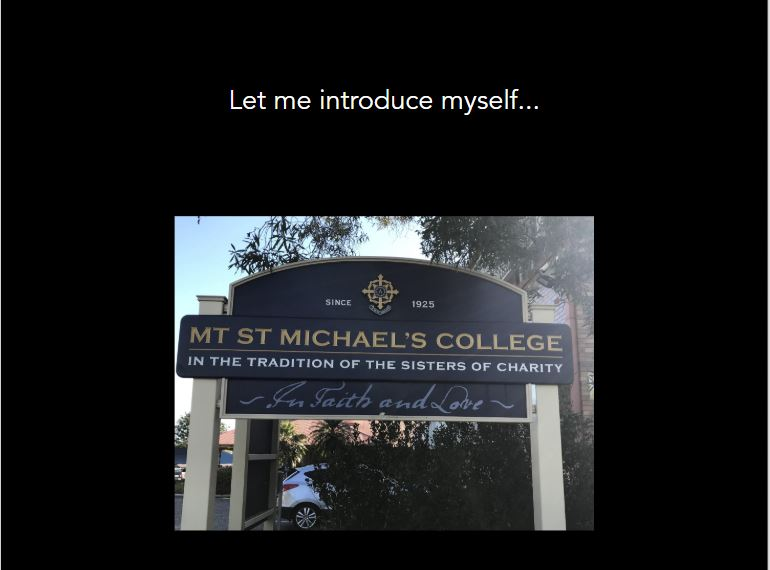 Let me introduce myself...
SINCE 1925
MT ST MICHAEL'S COLLEGE
IN THE TRADITION OF THE SISTERS OF CHARITY
~ In Faith and Love ~